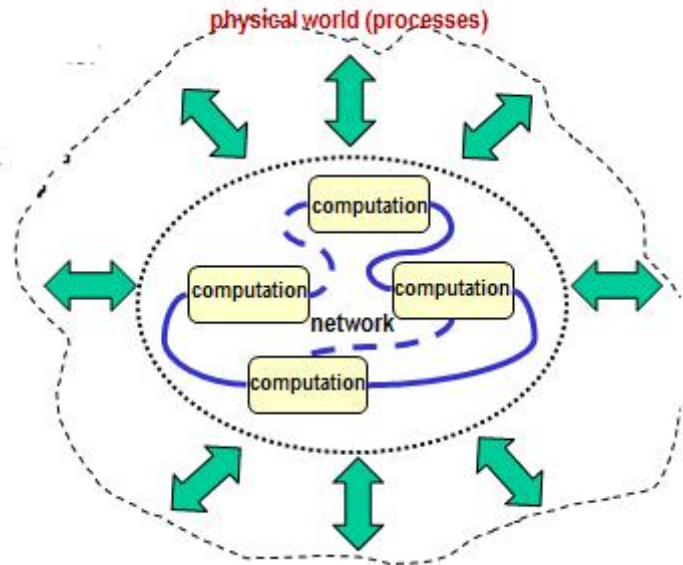 physical world (processes)
computation
computation
computation
network
computation